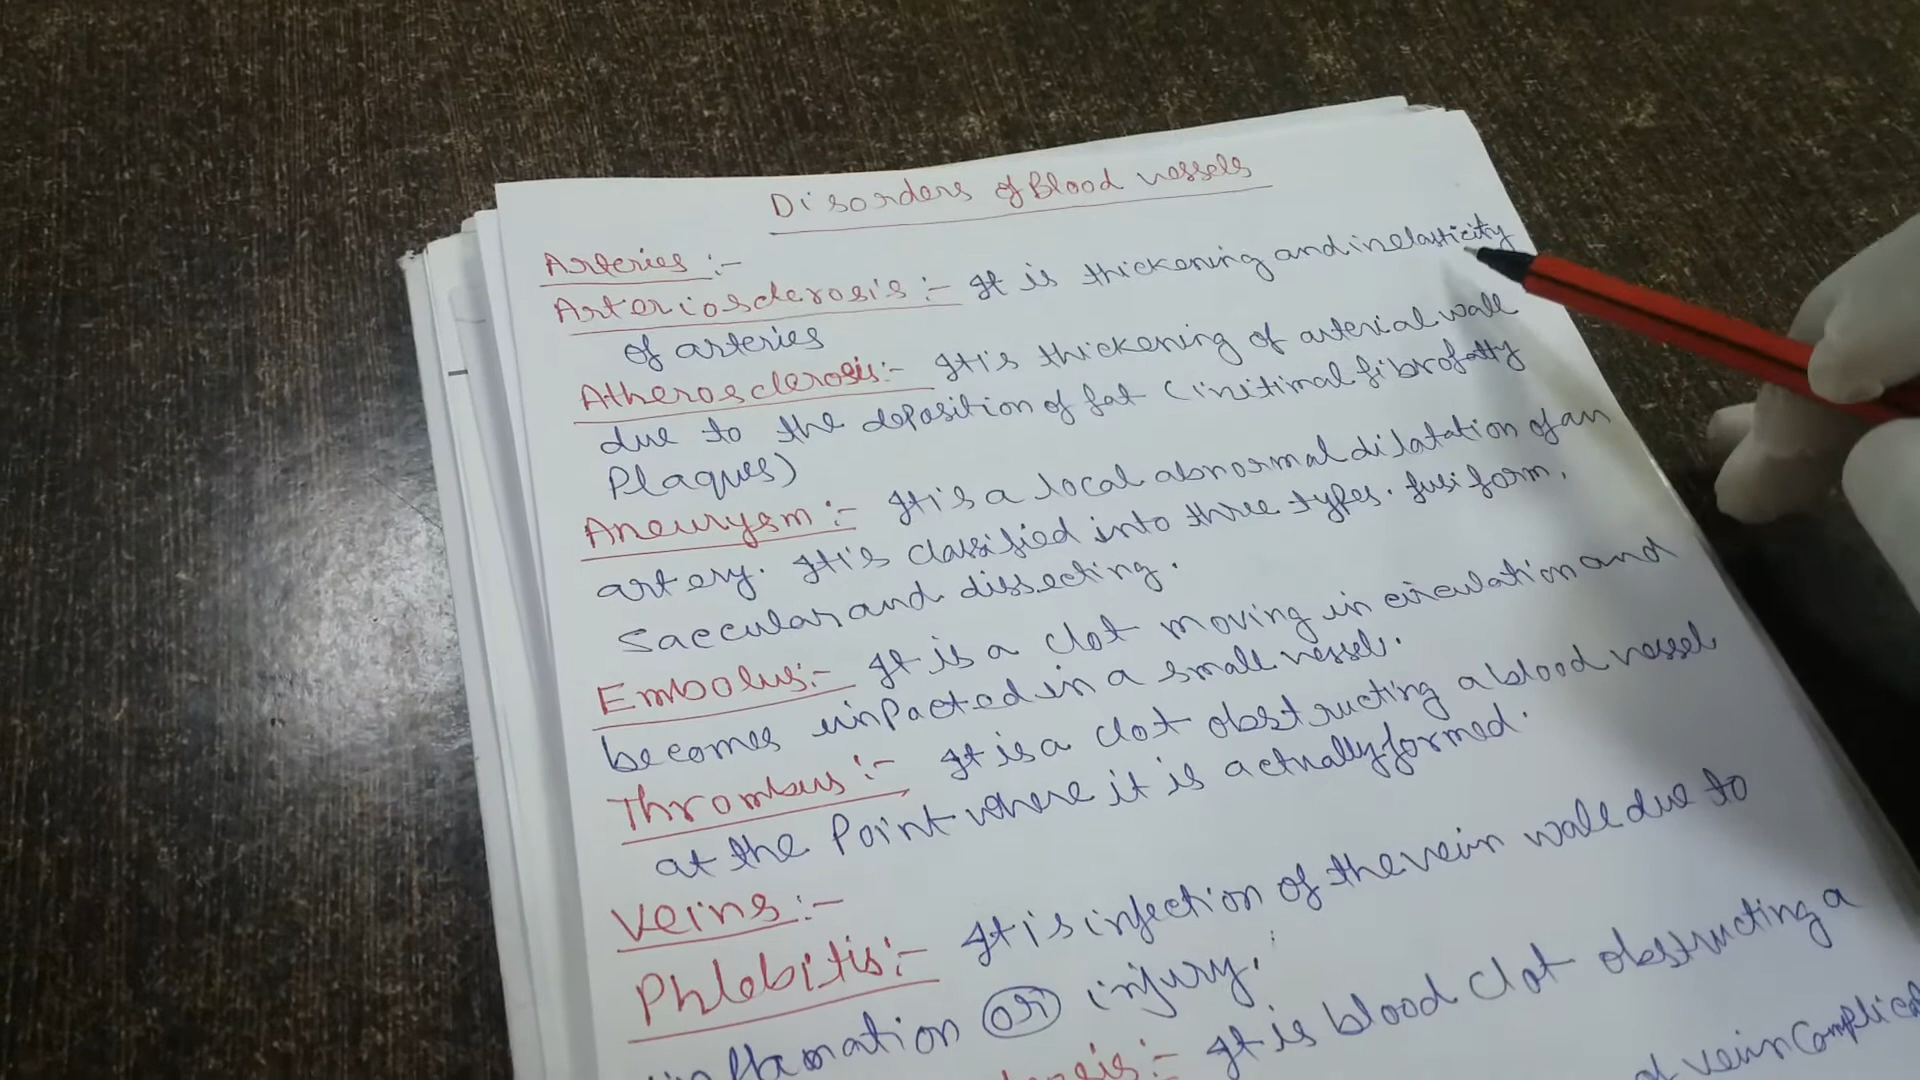 Disorders of Blood vessels
Arteries :-
Arteriosclerosis :- It is thickening and inelasticity
of arteries
Atherosclerosis:- It is thickening of arterial wall
due to the deposition of fat (initimal fibrofatty
Plaques)
Aneurysm :- It is a local abnormal dilatation of an
artery. It is classified into three types. fusiform,
Saccular and dissecting.
Embolus:- It is a clot moving in circulation and
becomes impacted in a small vessel.
Thrombus :- It is a clot obstructing a blood vessel
at the Point where it is actually formed.
Veins :-
Phlebitis :- It is infection of the vein wall due to
inflamation or injury.
It is blood clot obstructing a
vein